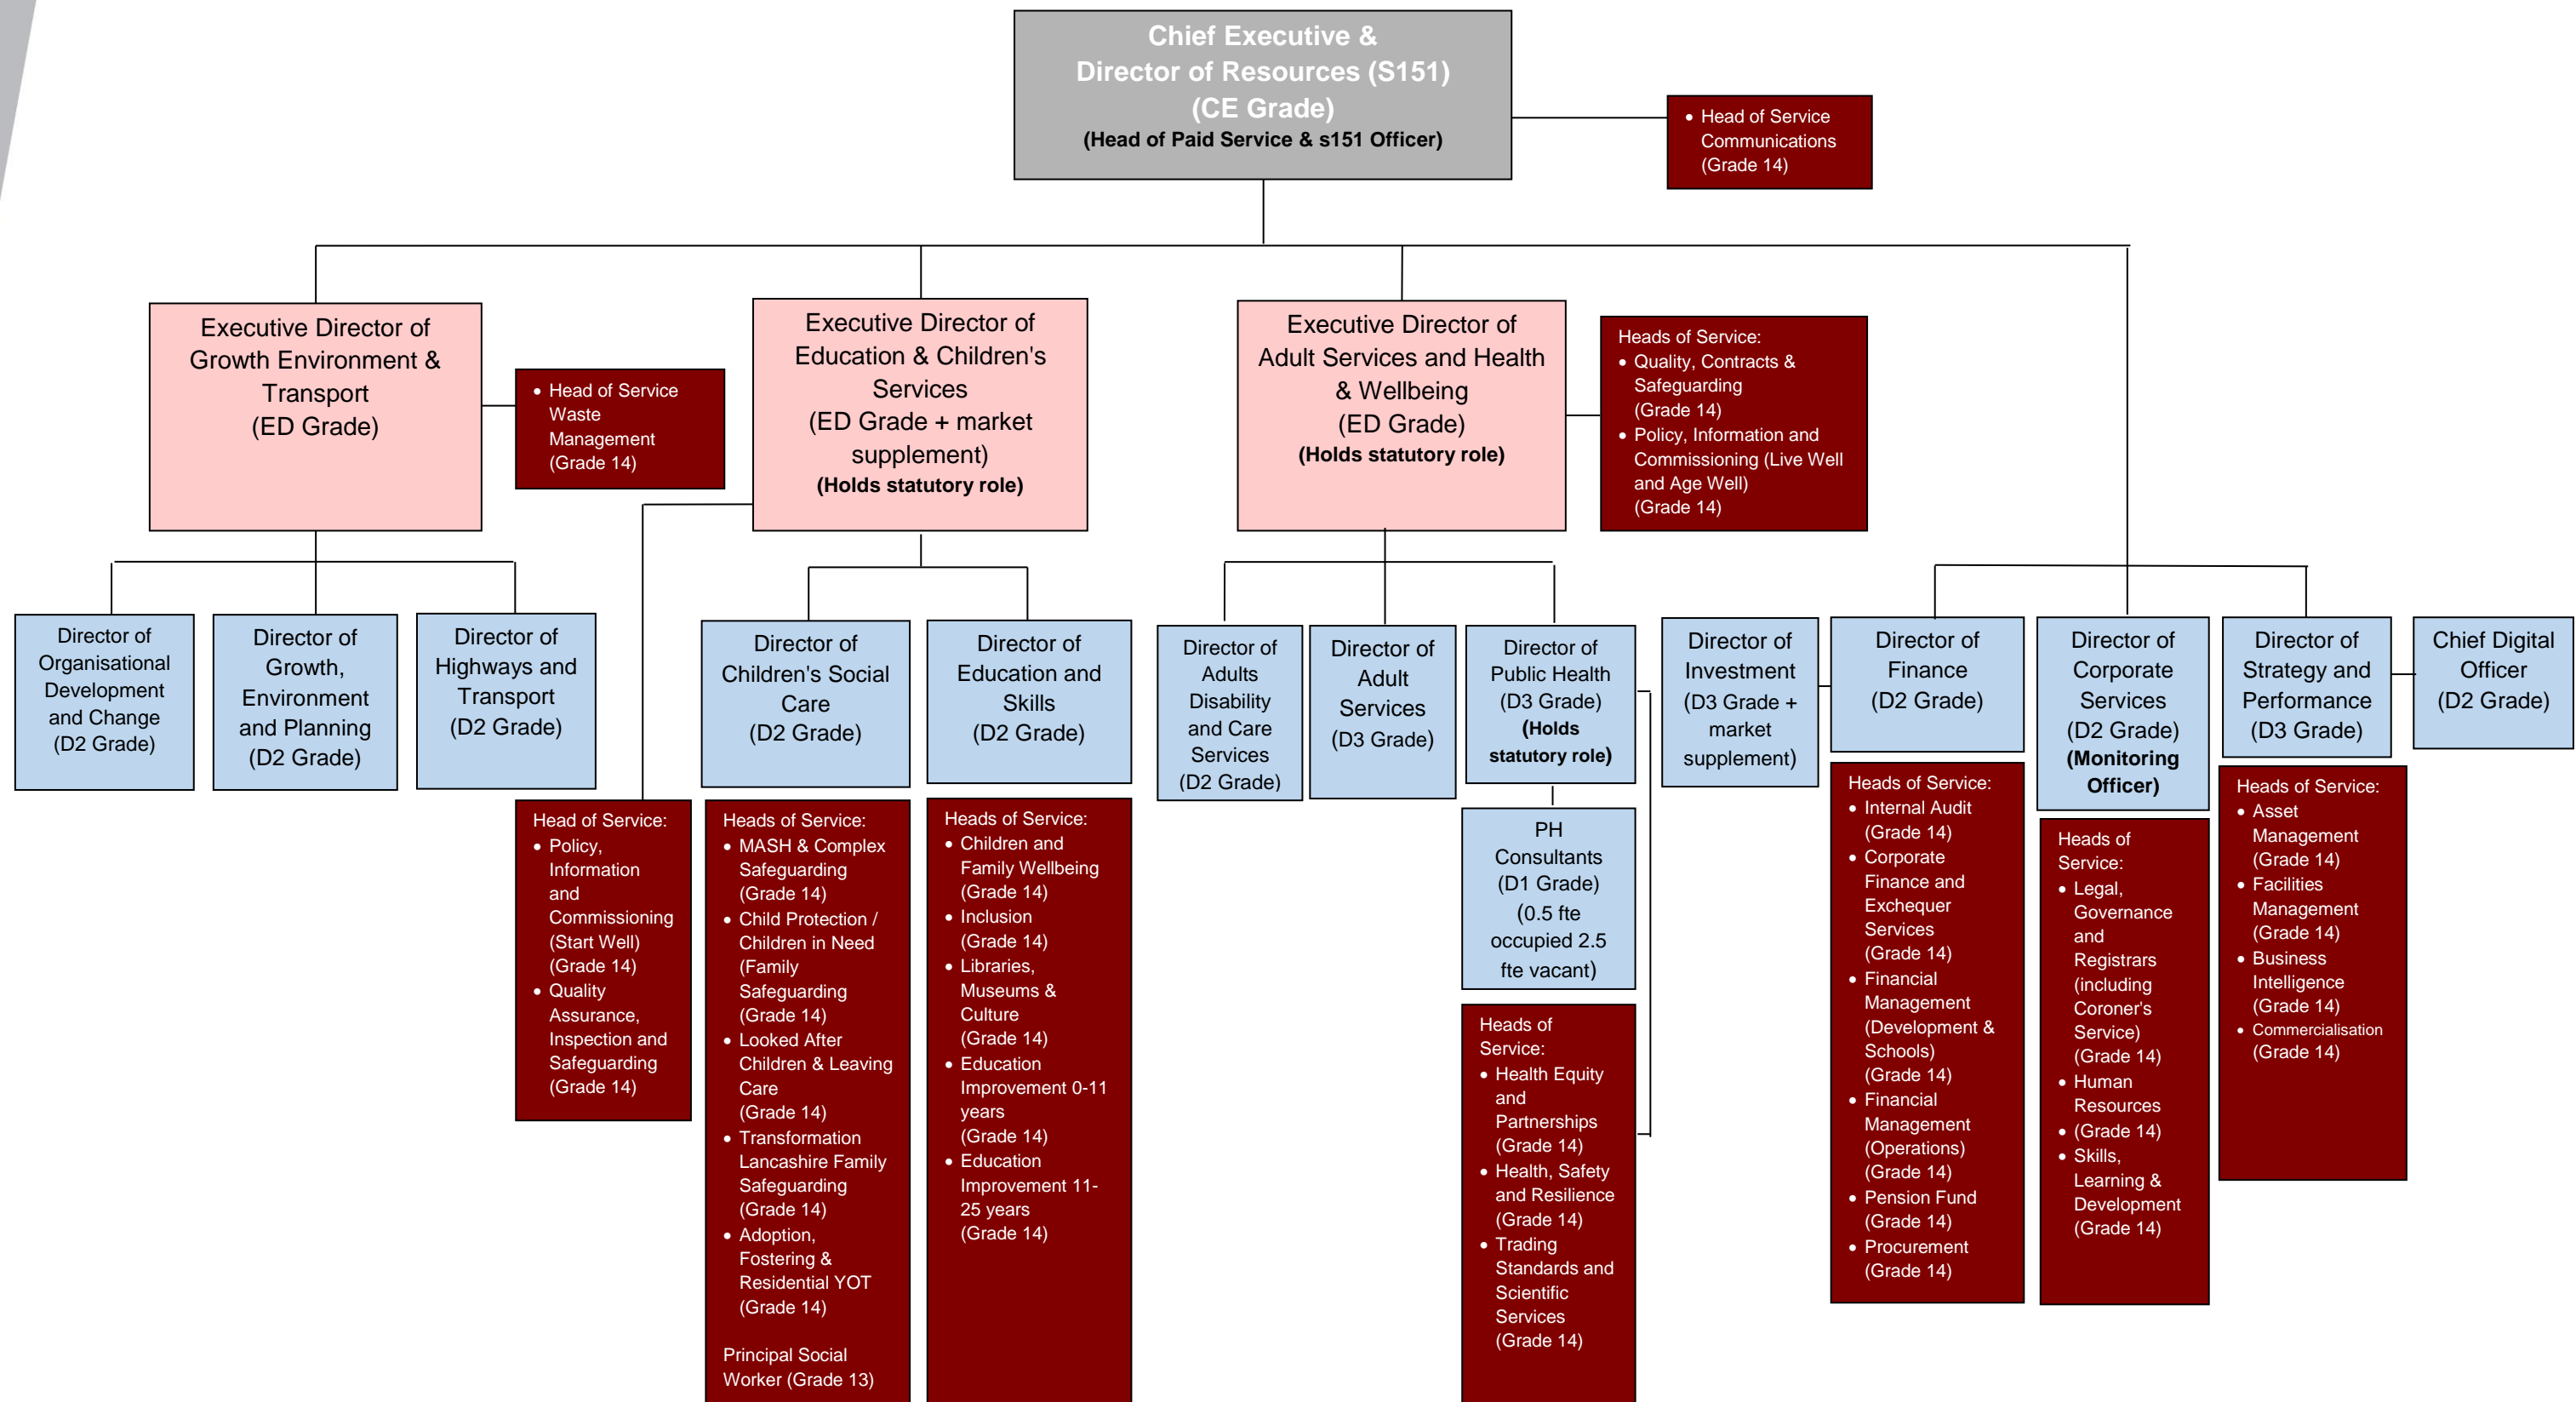 Chief Executive &
Director of Resources (S151)
(CE Grade)
(Head of Paid Service & s151 Officer)
• Head of Service
Communications
(Grade 14)
Executive Director of
Growth Environment &
Transport
(ED Grade)
• Head of Service
Waste
Management
(Grade 14)
Executive Director of
Education & Children's
Services
(ED Grade + market
supplement)
(Holds statutory role)
Executive Director of
Adult Services and Health
& Wellbeing
(ED Grade)
(Holds statutory role)
Heads of Service:
• Quality, Contracts &
Safeguarding
(Grade 14)
• Policy, Information and
Commissioning (Live Well
and Age Well)
(Grade 14)
Director of
Organisational
Development
and Change
(D2 Grade)
Director of
Growth,
Environment
and Planning
(D2 Grade)
Director of
Highways and
Transport
(D2 Grade)
Director of
Children's Social
Care
(D2 Grade)
Director of
Education and
Skills
(D2 Grade)
Director of
Adults
Disability
and Care
Services
(D2 Grade)
Director of
Adult
Services
(D3 Grade)
Director of
Public Health
(D3 Grade)
(Holds
statutory role)
Director of
Investment
(D3 Grade +
market
supplement)
Director of
Finance
(D2 Grade)
Director of
Corporate
Services
(D2 Grade)
(Monitoring
Officer)
Director of
Strategy and
Performance
(D3 Grade)
Chief Digital
Officer
(D2 Grade)
Head of Service:
• Policy,
Information
and
Commissioning
(Start Well)
(Grade 14)
• Quality
Assurance,
Inspection and
Safeguarding
(Grade 14)
Heads of Service:
• MASH & Complex
Safeguarding
(Grade 14)
• Child Protection /
Children in Need
(Family
Safeguarding
(Grade 14)
• Looked After
Children & Leaving
Care
(Grade 14)
• Transformation
Lancashire Family
Safeguarding
(Grade 14)
• Adoption,
Fostering &
Residential YOT
(Grade 14)
Principal Social
Worker (Grade 13)
Heads of Service:
• Children and
Family Wellbeing
(Grade 14)
• Inclusion
(Grade 14)
• Libraries,
Museums &
Culture
(Grade 14)
• Education
Improvement 0-11
years
(Grade 14)
• Education
Improvement 11-
25 years
(Grade 14)
PH
Consultants
(D1 Grade)
(0.5 fte
occupied 2.5
fte vacant)
Heads of
Service:
• Health Equity
and
Partnerships
(Grade 14)
• Health, Safety
and Resilience
(Grade 14)
• Trading
Standards and
Scientific
Services
(Grade 14)
Heads of Service:
• Internal Audit
(Grade 14)
• Corporate
Finance and
Exchequer
Services
(Grade 14)
• Financial
Management
(Development &
Schools)
(Grade 14)
• Financial
Management
(Operations)
(Grade 14)
• Pension Fund
(Grade 14)
• Procurement
(Grade 14)
Heads of
Service:
• Legal,
Governance
and
Registrars
(including
Coroner's
Service)
(Grade 14)
• Human
Resources
• (Grade 14)
• Skills,
Learning &
Development
(Grade 14)
Heads of Service:
• Asset
Management
(Grade 14)
• Facilities
Management
(Grade 14)
• Business
Intelligence
(Grade 14)
• Commercialisation
(Grade 14)